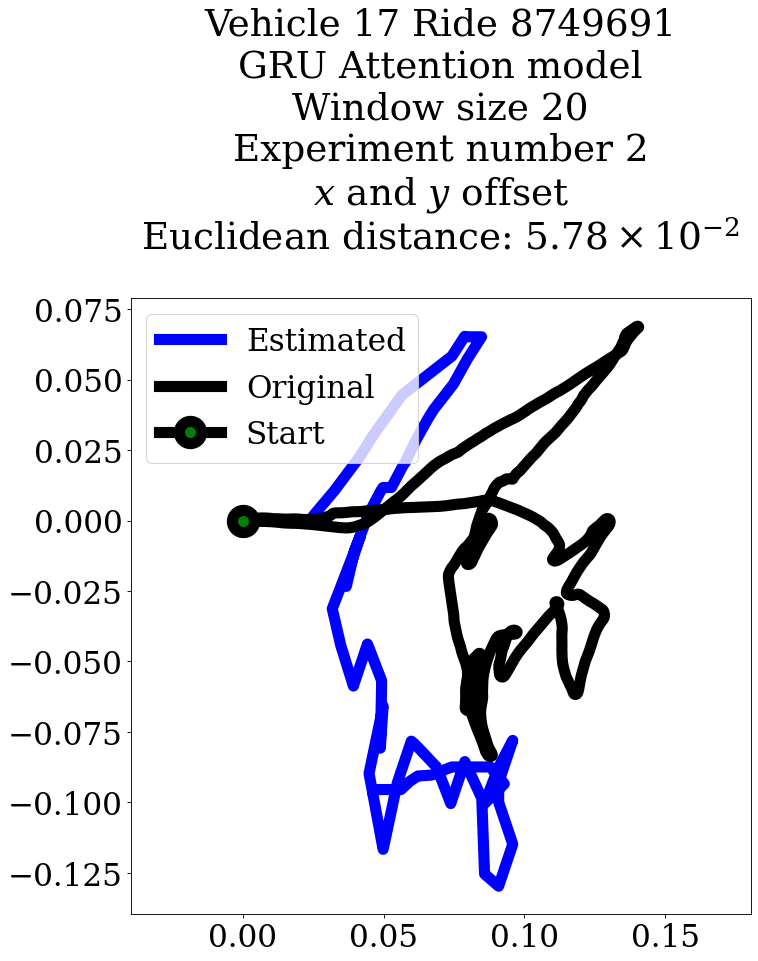 Vehicle 17 Ride 8749691
GRU Attention model
Window size 20
Experiment number 2
x and y offset
Euclidean distance: 5.78 × 10⁻²
Estimated
Original
Start
0.075
0.050
0.025
0.000
−0.025
−0.050
−0.075
−0.100
−0.125
0.00 0.05 0.10 0.15